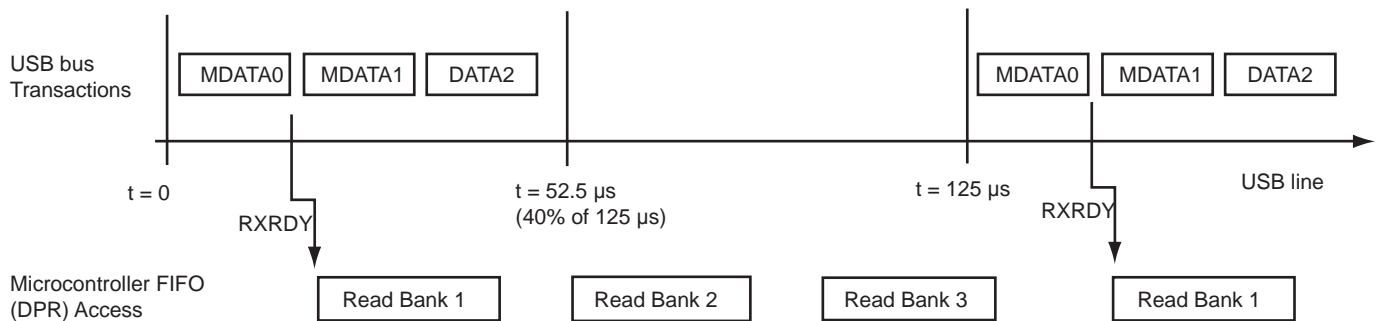 USB bus
Transactions
MDATA0
MDATA1
DATA2
MDATA0
MDATA1
DATA2
t = 0
t = 52.5 µs
(40% of 125 µs)
t = 125 µs
USB line
RXRDY
RXRDY
Microcontroller FIFO
(DPR) Access
Read Bank 1
Read Bank 2
Read Bank 3
Read Bank 1